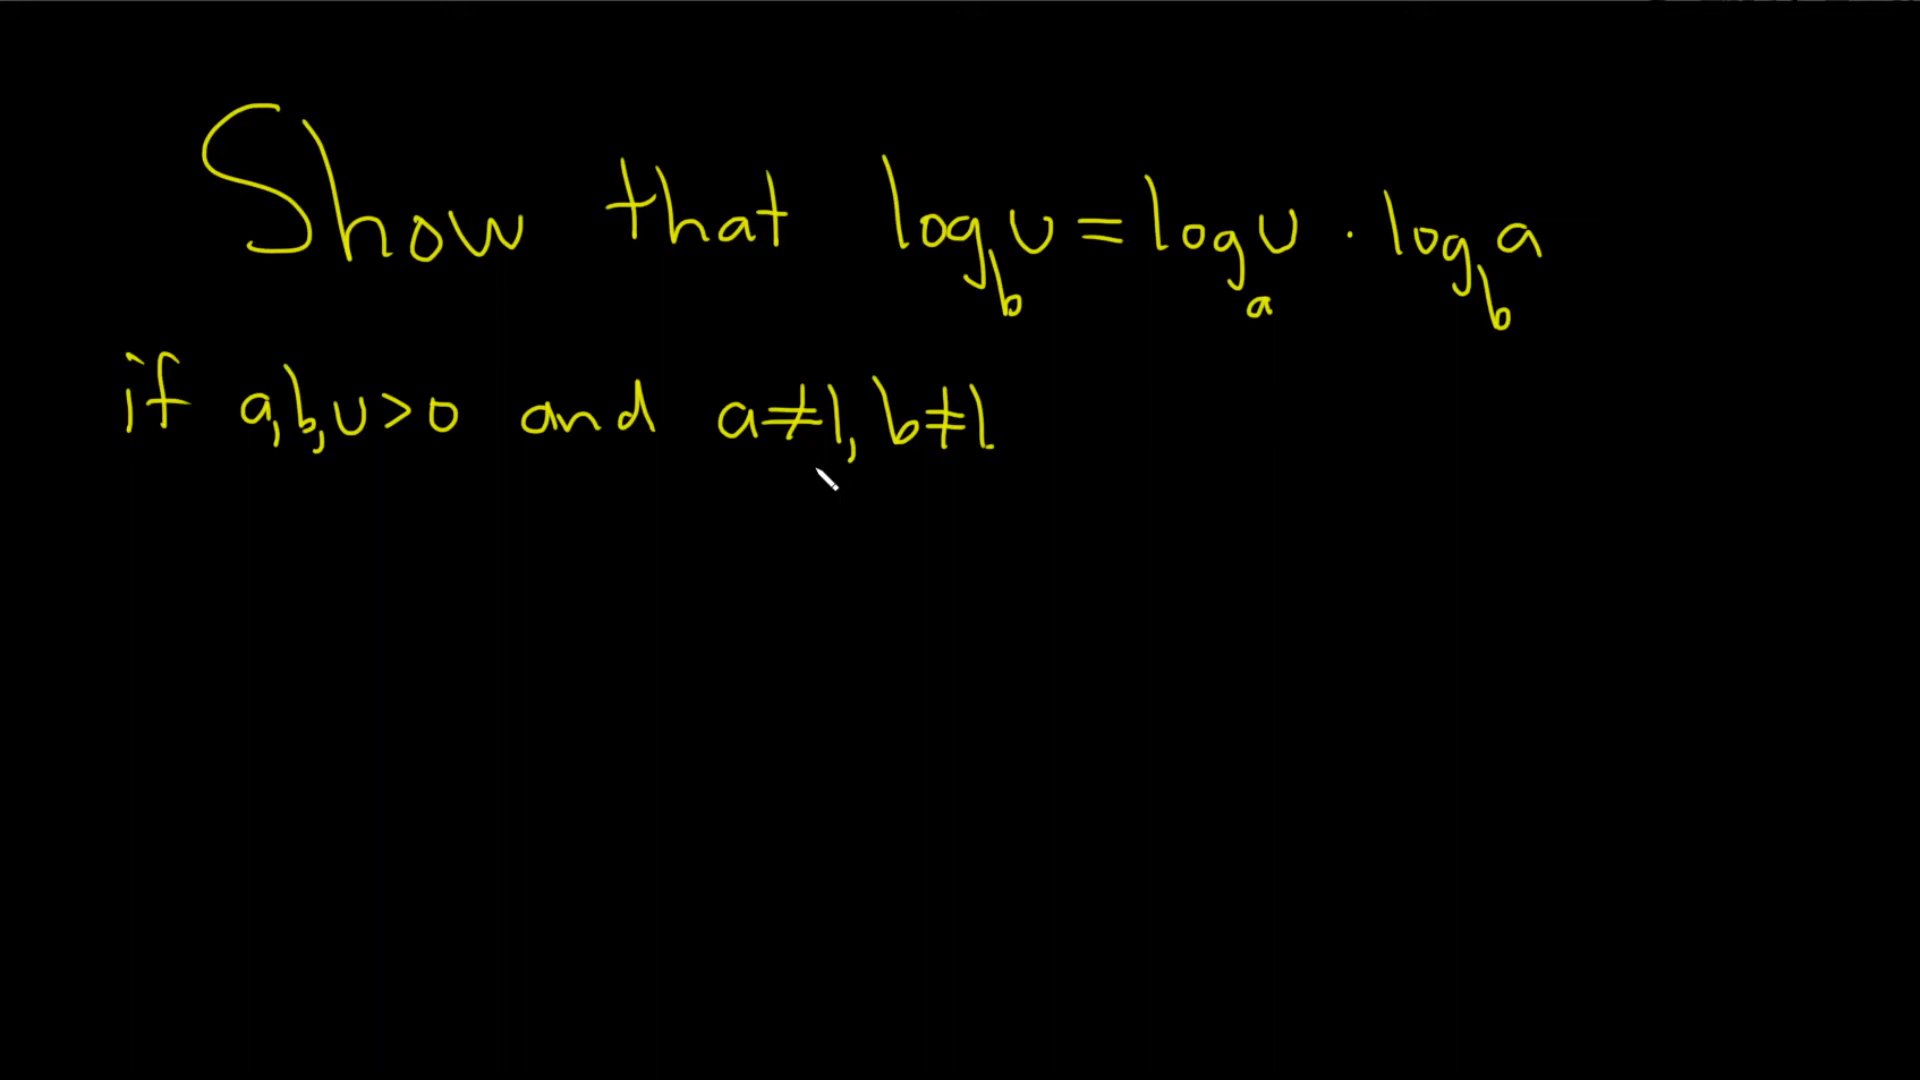 Show that log_b u = log_a u · log_b a
if a, b, u > 0 and a ≠ 1, b ≠ 1.